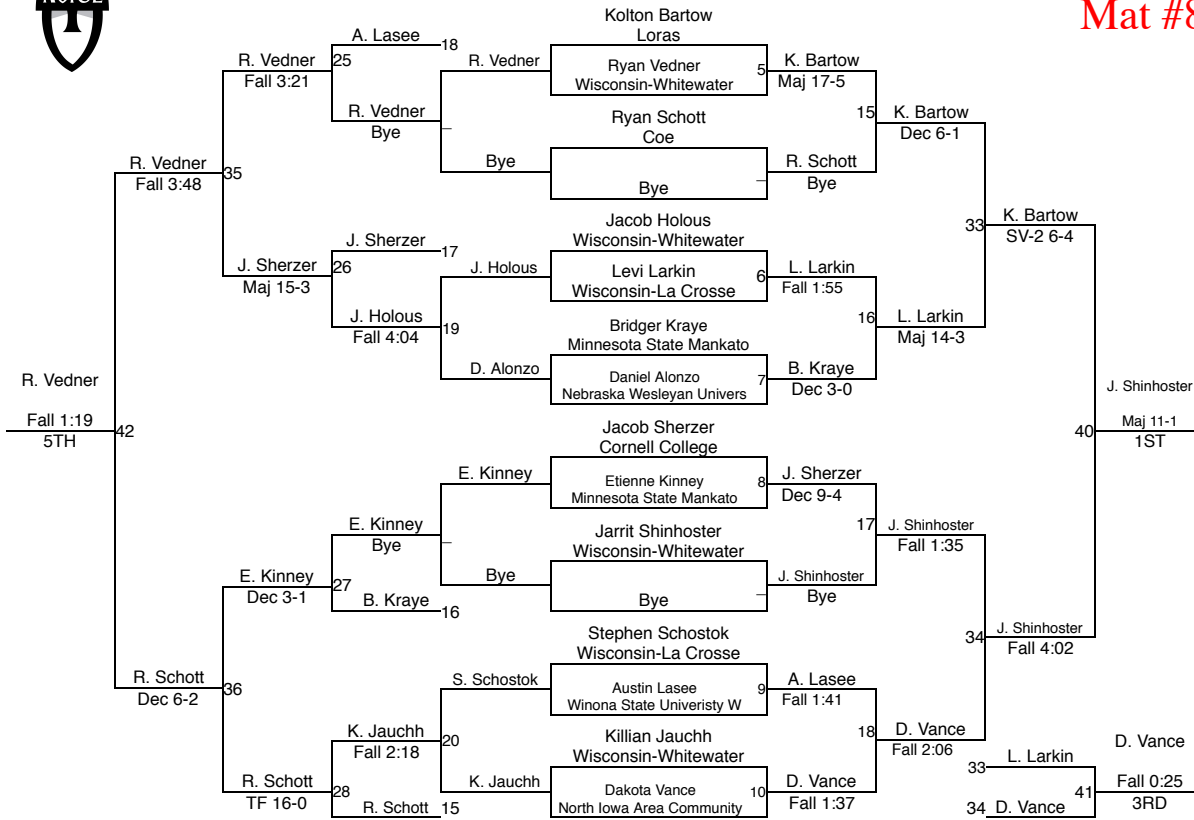 Mat #8
Kolton Bartow
Loras
A. Lasee
18
R. Vedner
25
Fall 3:21
R. Vedner
Ryan Vedner
5
Wisconsin-Whitewater
K. Bartow
Maj 17-5
R. Vedner
Bye
–
Ryan Schott
Coe
15
K. Bartow
Dec 6-1
Bye
Bye
–
R. Schott
Bye
R. Vedner
Fall 3:48
35
Jacob Holous
Wisconsin-Whitewater
33
K. Bartow
SV-2 6-4
J. Sherzer
17
J. Sherzer
26
Maj 15-3
J. Holous
Levi Larkin
6
Wisconsin-La Crosse
L. Larkin
Fall 1:55
J. Holous
Fall 4:04
19
Bridger Kraye
Minnesota State Mankato
16
L. Larkin
Maj 14-3
D. Alonzo
Daniel Alonzo
7
Nebraska Wesleyan Univers
B. Kraye
Dec 3-0
R. Vedner
Fall 1:19
5TH
42
J. Shinhoster
40
Maj 11-1
1ST
Jacob Sherzer
Cornell College
E. Kinney
Etienne Kinney
8
Minnesota State Mankato
J. Sherzer
Dec 9-4
E. Kinney
Bye
–
Jarrit Shinhoster
Wisconsin-Whitewater
17
J. Shinhoster
Fall 1:35
E. Kinney
27
Dec 3-1
B. Kraye
16
Bye
Bye
–
J. Shinhoster
Bye
Stephen Schostok
Wisconsin-La Crosse
34
J. Shinhoster
Fall 4:02
R. Schott
Dec 6-2
36
S. Schostok
Austin Lasee
9
Winona State Univeristy W
A. Lasee
Fall 1:41
K. Jauchh
Fall 2:18
20
Killian Jauchh
Wisconsin-Whitewater
18
D. Vance
Fall 2:06
R. Schott
TF 16-0
28
R. Schott
15
K. Jauchh
Dakota Vance
10
North Iowa Area Community
D. Vance
Fall 1:37
33
L. Larkin
D. Vance
41
Fall 0:25
3RD
34
D. Vance